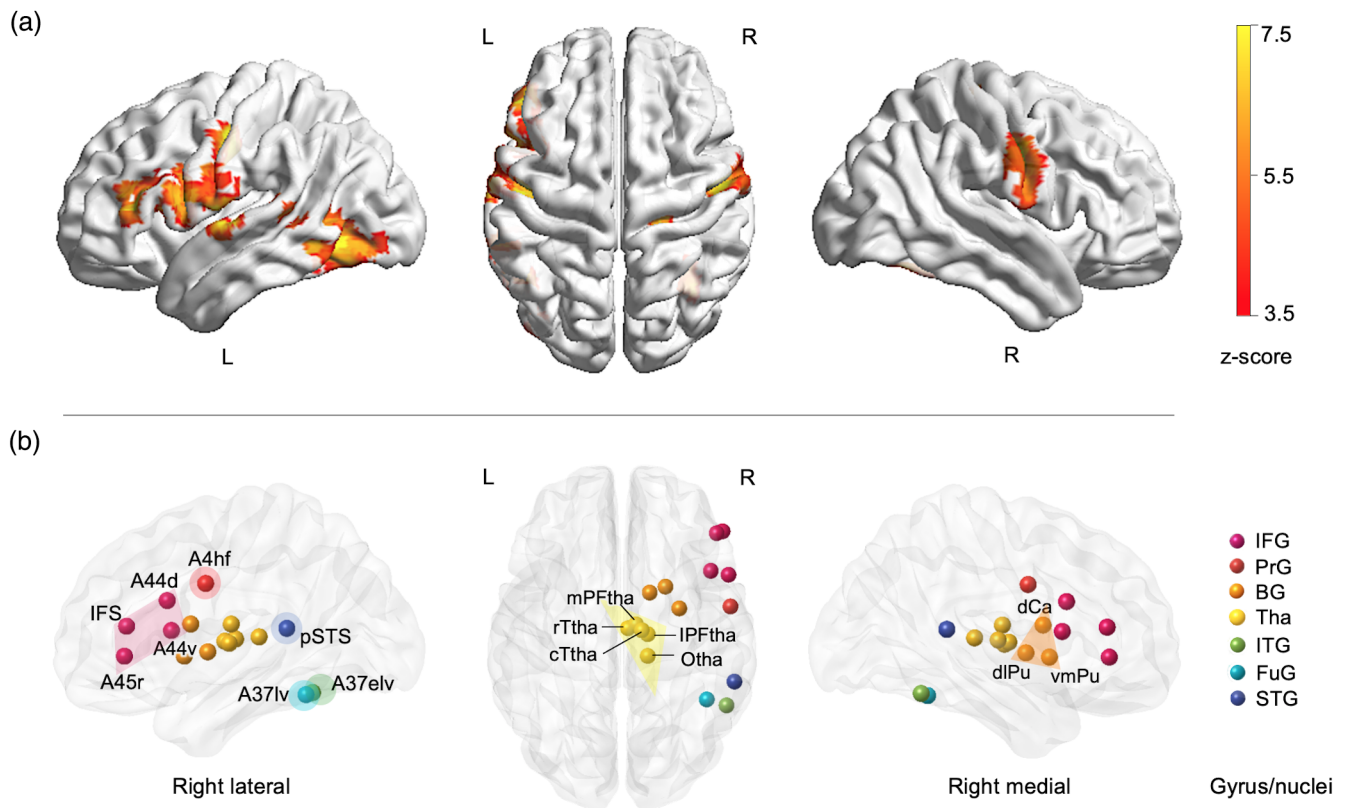 (a)
L
R
L
R
7.5
5.5
3.5
z-score
(b)
L
R
A4hf
A44d
IFS
A44v
A45r
pSTS
A37lv
A37elv
mPFtha
rTtha
lPFtha
cTtha
Otha
dCa
dlPu
vmPu
IFG
PrG
BG
Tha
ITG
FuG
STG
Right lateral
Right medial
Gyrus/nuclei